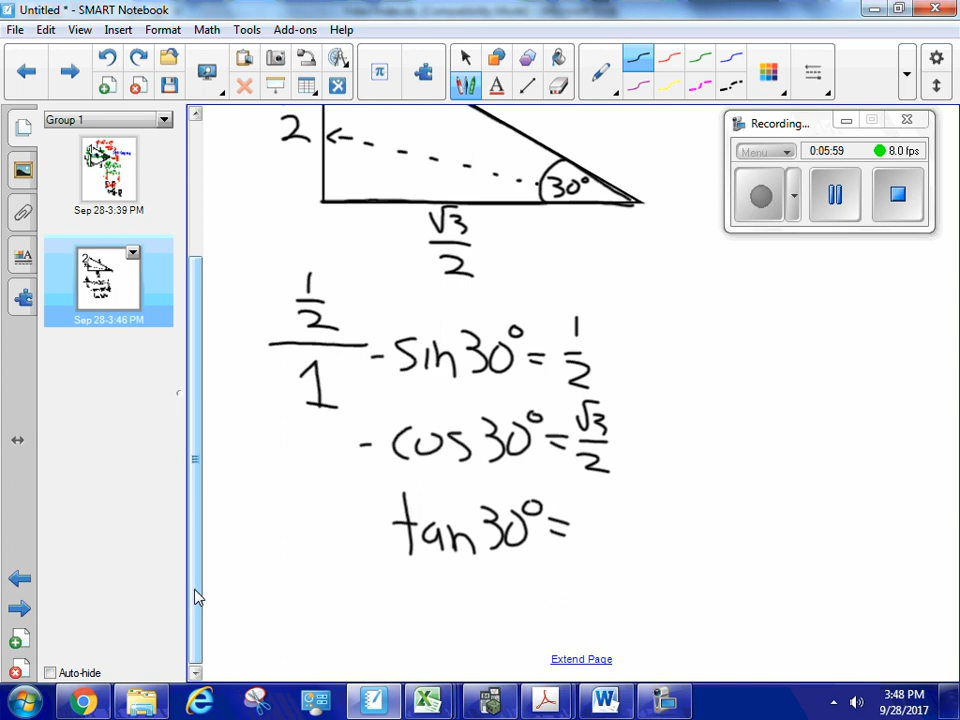 Untitled * - SMART Notebook
File Edit View Insert Format Math Tools Add-ons Help
Group 1
Sep 28-3:39 PM
Sep 28-3:46 PM
Auto-hide
Recording...
Menu
0:05:59
8.0 fps
2
30°
√3
2
1
2
1
- sin 30° = 1/2
- cos 30° = √3/2
tan 30° =
Extend Page
3:48 PM
9/28/2017